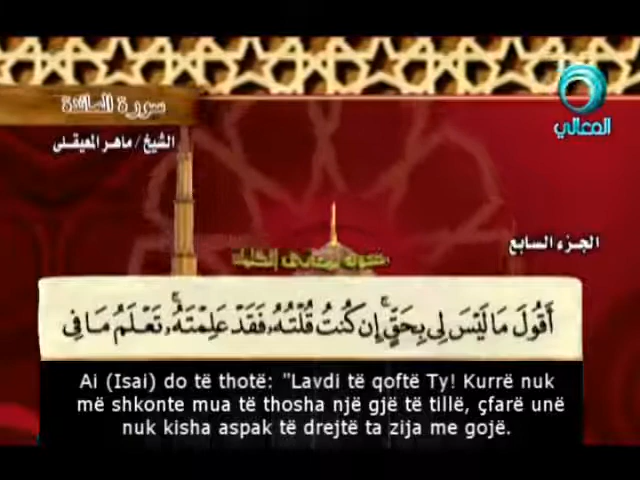 سورة المائدة
المعالي
الشيخ / ماهر المعيقلى
الجزء السابع
أَقُولَ مَا لَيْسَ لِي بِحَقٍّ ۚ إِن كُنتُ قُلْتُهُ فَقَدْ عَلِمْتَهُ ۚ تَعْلَمُ مَا فِي
Ai (Isai) do të thotë: "Lavdi të qoftë Ty! Kurrë nuk
më shkonte mua të thosha një gjë të tillë, çfarë unë
nuk kisha aspak të drejtë ta zija me gojë.